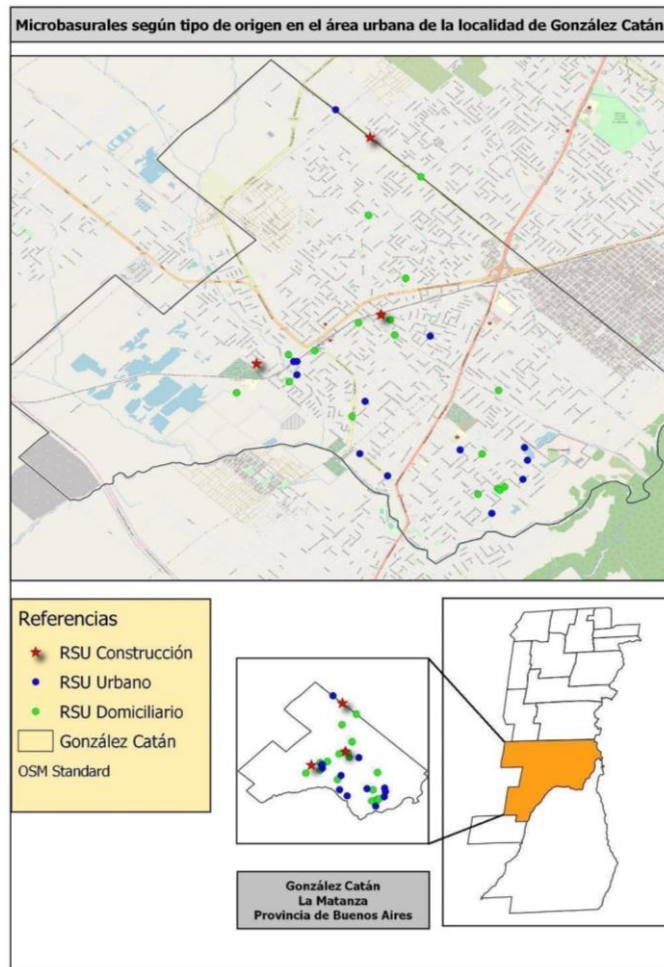 Microbasurales según tipo de origen en el área urbana de la localidad de González Catán
Referencias
RSU Construcción
RSU Urbano
RSU Domiciliario
González Catán
OSM Standard
González Catán
La Matanza
Provincia de Buenos Aires